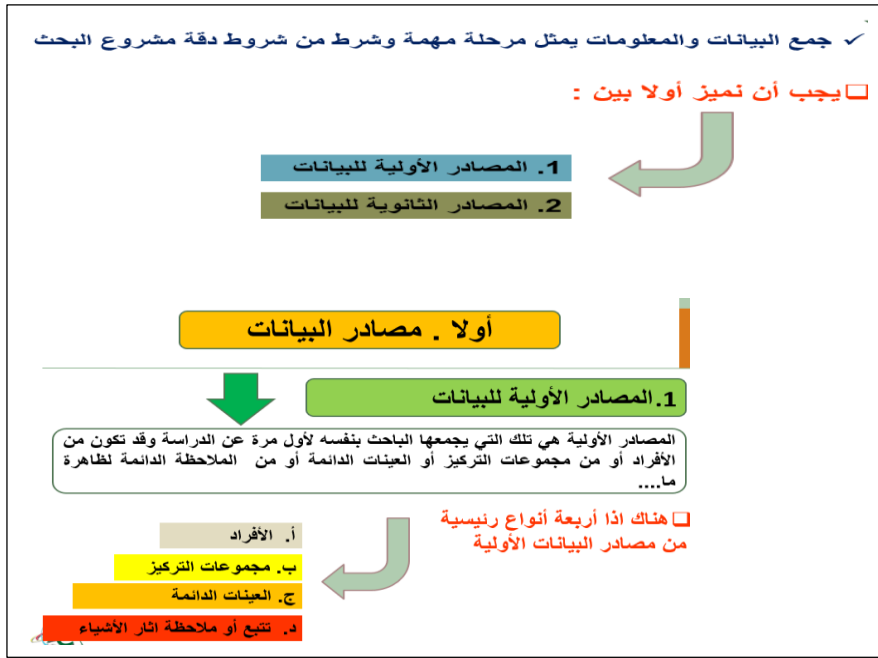 ✓ جمع البيانات والمعلومات يمثل مرحلة مهمة وشرط من شروط دقة مشروع البحث
❑ يجب أن نميز أولا بين :
1. المصادر الأولية للبيانات
2. المصادر الثانوية للبيانات
أولا . مصادر البيانات
1.المصادر الأولية للبيانات
المصادر الأولية هي تلك التي يجمعها الباحث بنفسه لأول مرة عن الدراسة وقد تكون من
الأفراد أو من مجموعات التركيز أو العينات الدائمة أو من الملاحظة الدائمة لظاهرة
ما....
❑ هناك اذا أربعة أنواع رئيسية
من مصادر البيانات الأولية
أ. الأفراد
ب. مجموعات التركيز
ج. العينات الدائمة
د. تتبع أو ملاحظة اثار الأشياء